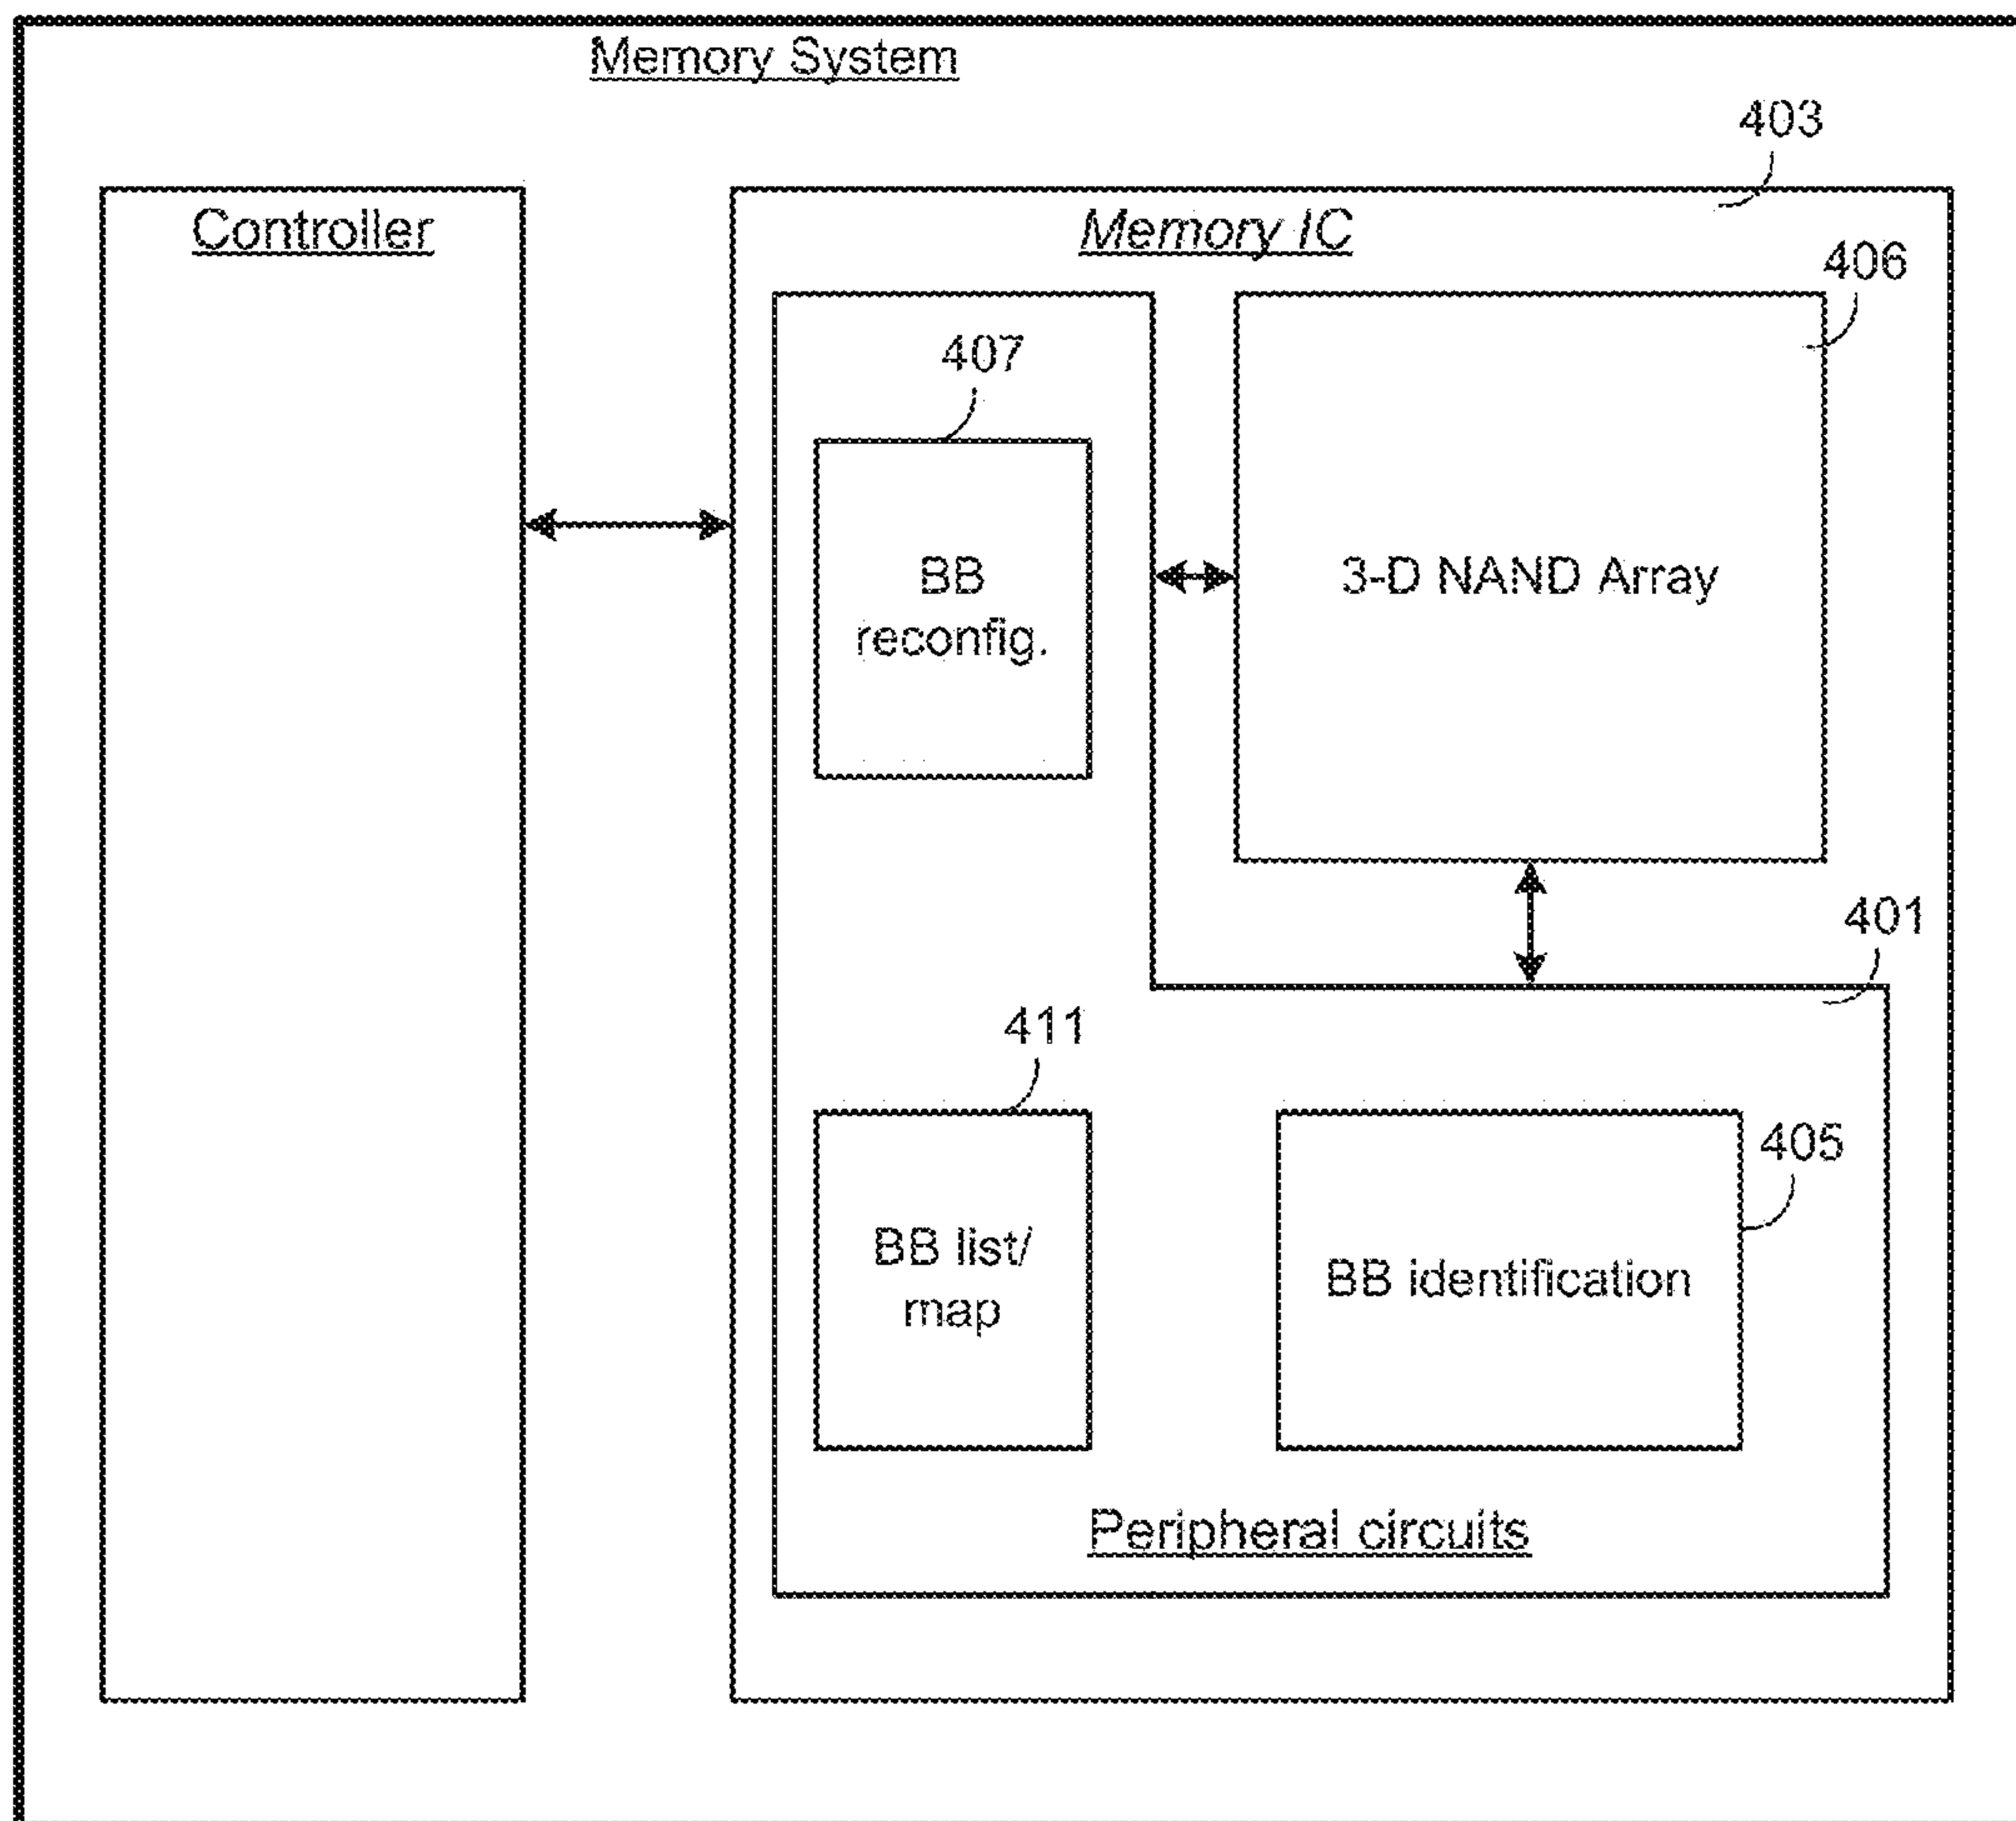 Memory System
403
Controller
Memory IC
406
407
BB
reconfig.
3-D NAND Array
401
411
405
BB list/
map
BB identification
Peripheral circuits